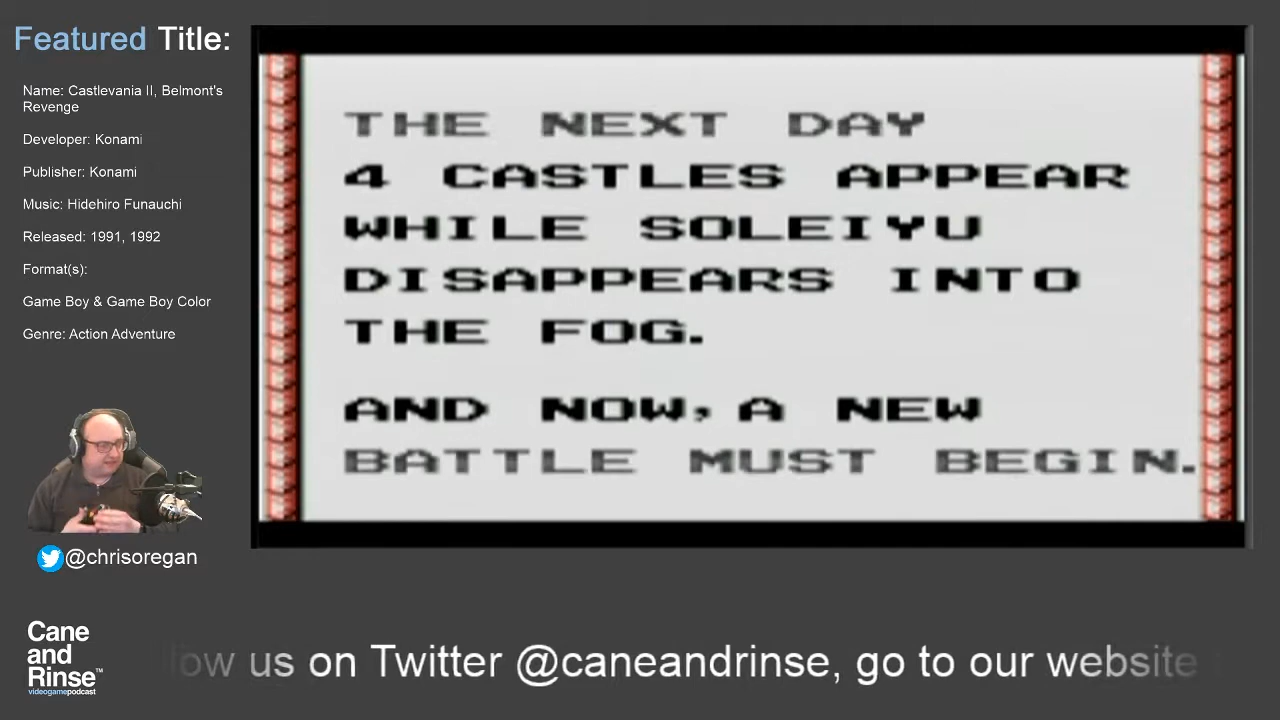 Featured Title:
Name: Castlevania II, Belmont's
Revenge
Developer: Konami
Publisher: Konami
Music: Hidehiro Funauchi
Released: 1991, 1992
Format(s):
Game Boy & Game Boy Color
Genre: Action Adventure
@chrisoregan
THE NEXT DAY
4 CASTLES APPEAR
WHILE SOLEIYU
DISAPPEARS INTO
THE FOG.
AND NOW, A NEW
BATTLE MUST BEGIN.
Cane
and
Rinse™
videogamepodcast
low us on Twitter @caneandrinse, go to our website